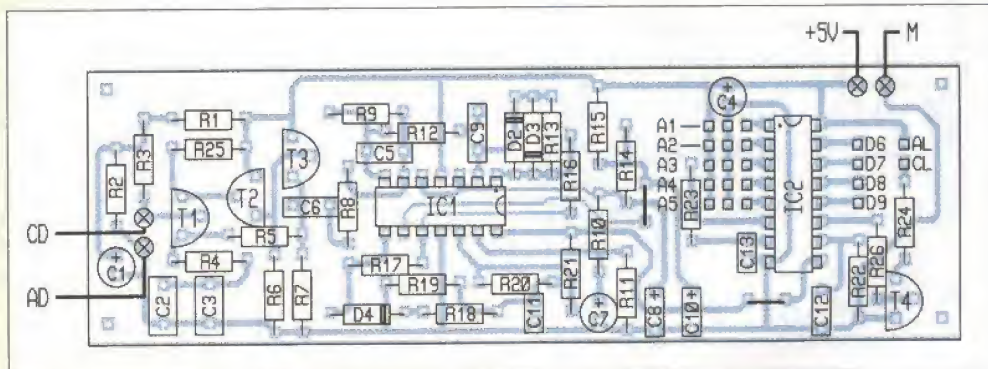 +5V M
R1
R9
R12
C9
D2
D3
R13
R15
C4
A1
D6 AL
A2
D7 CL
A3
D8
A4
D9
A5
R2
R3
R25
T3
C5
R16
R14
IC2
T1
T2
R8
IC1
R23
R24
C6
R10
CD
R5
C13
C1
R4
R17
R21
R11
R22
R26
AD
C2
C3
R6
R7
R19
R20
T4
D4
R18
C11
C7
C8+
C10+
C12